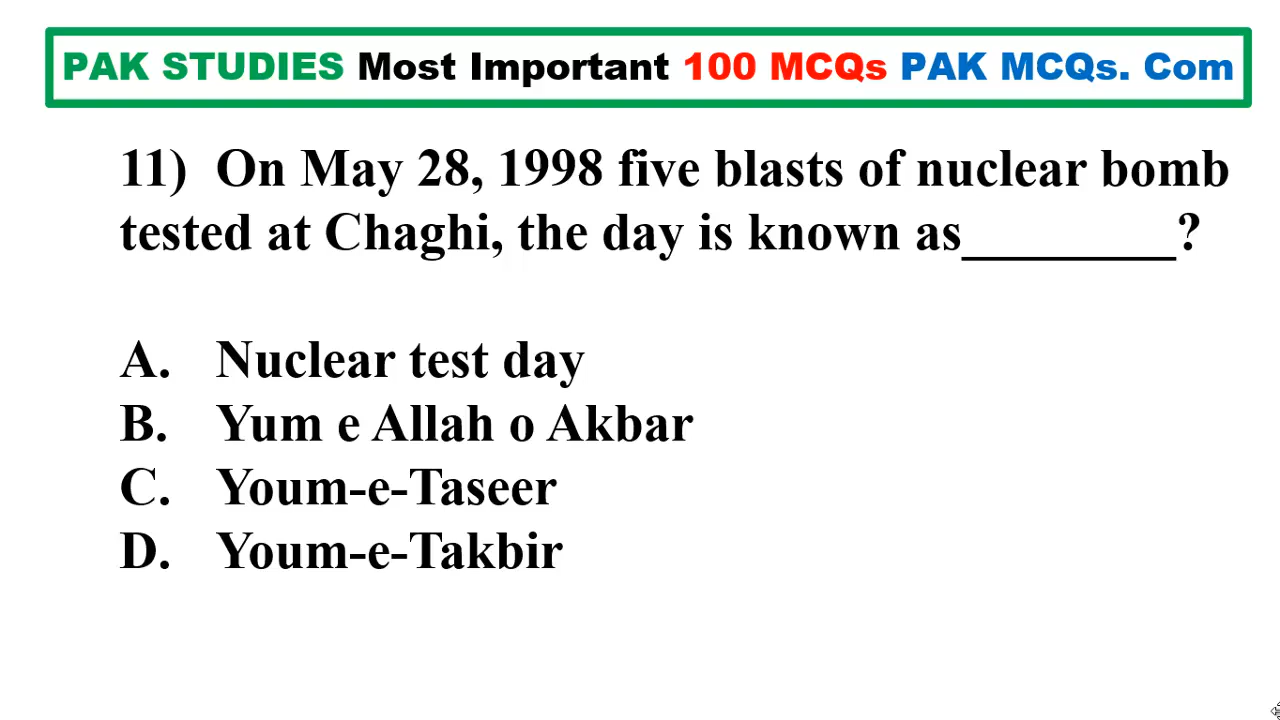 PAK STUDIES Most Important 100 MCQs PAK MCQs. Com
11) On May 28, 1998 five blasts of nuclear bomb
tested at Chaghi, the day is known as________?
A. Nuclear test day
B. Yum e Allah o Akbar
C. Youm-e-Taseer
D. Youm-e-Takbir